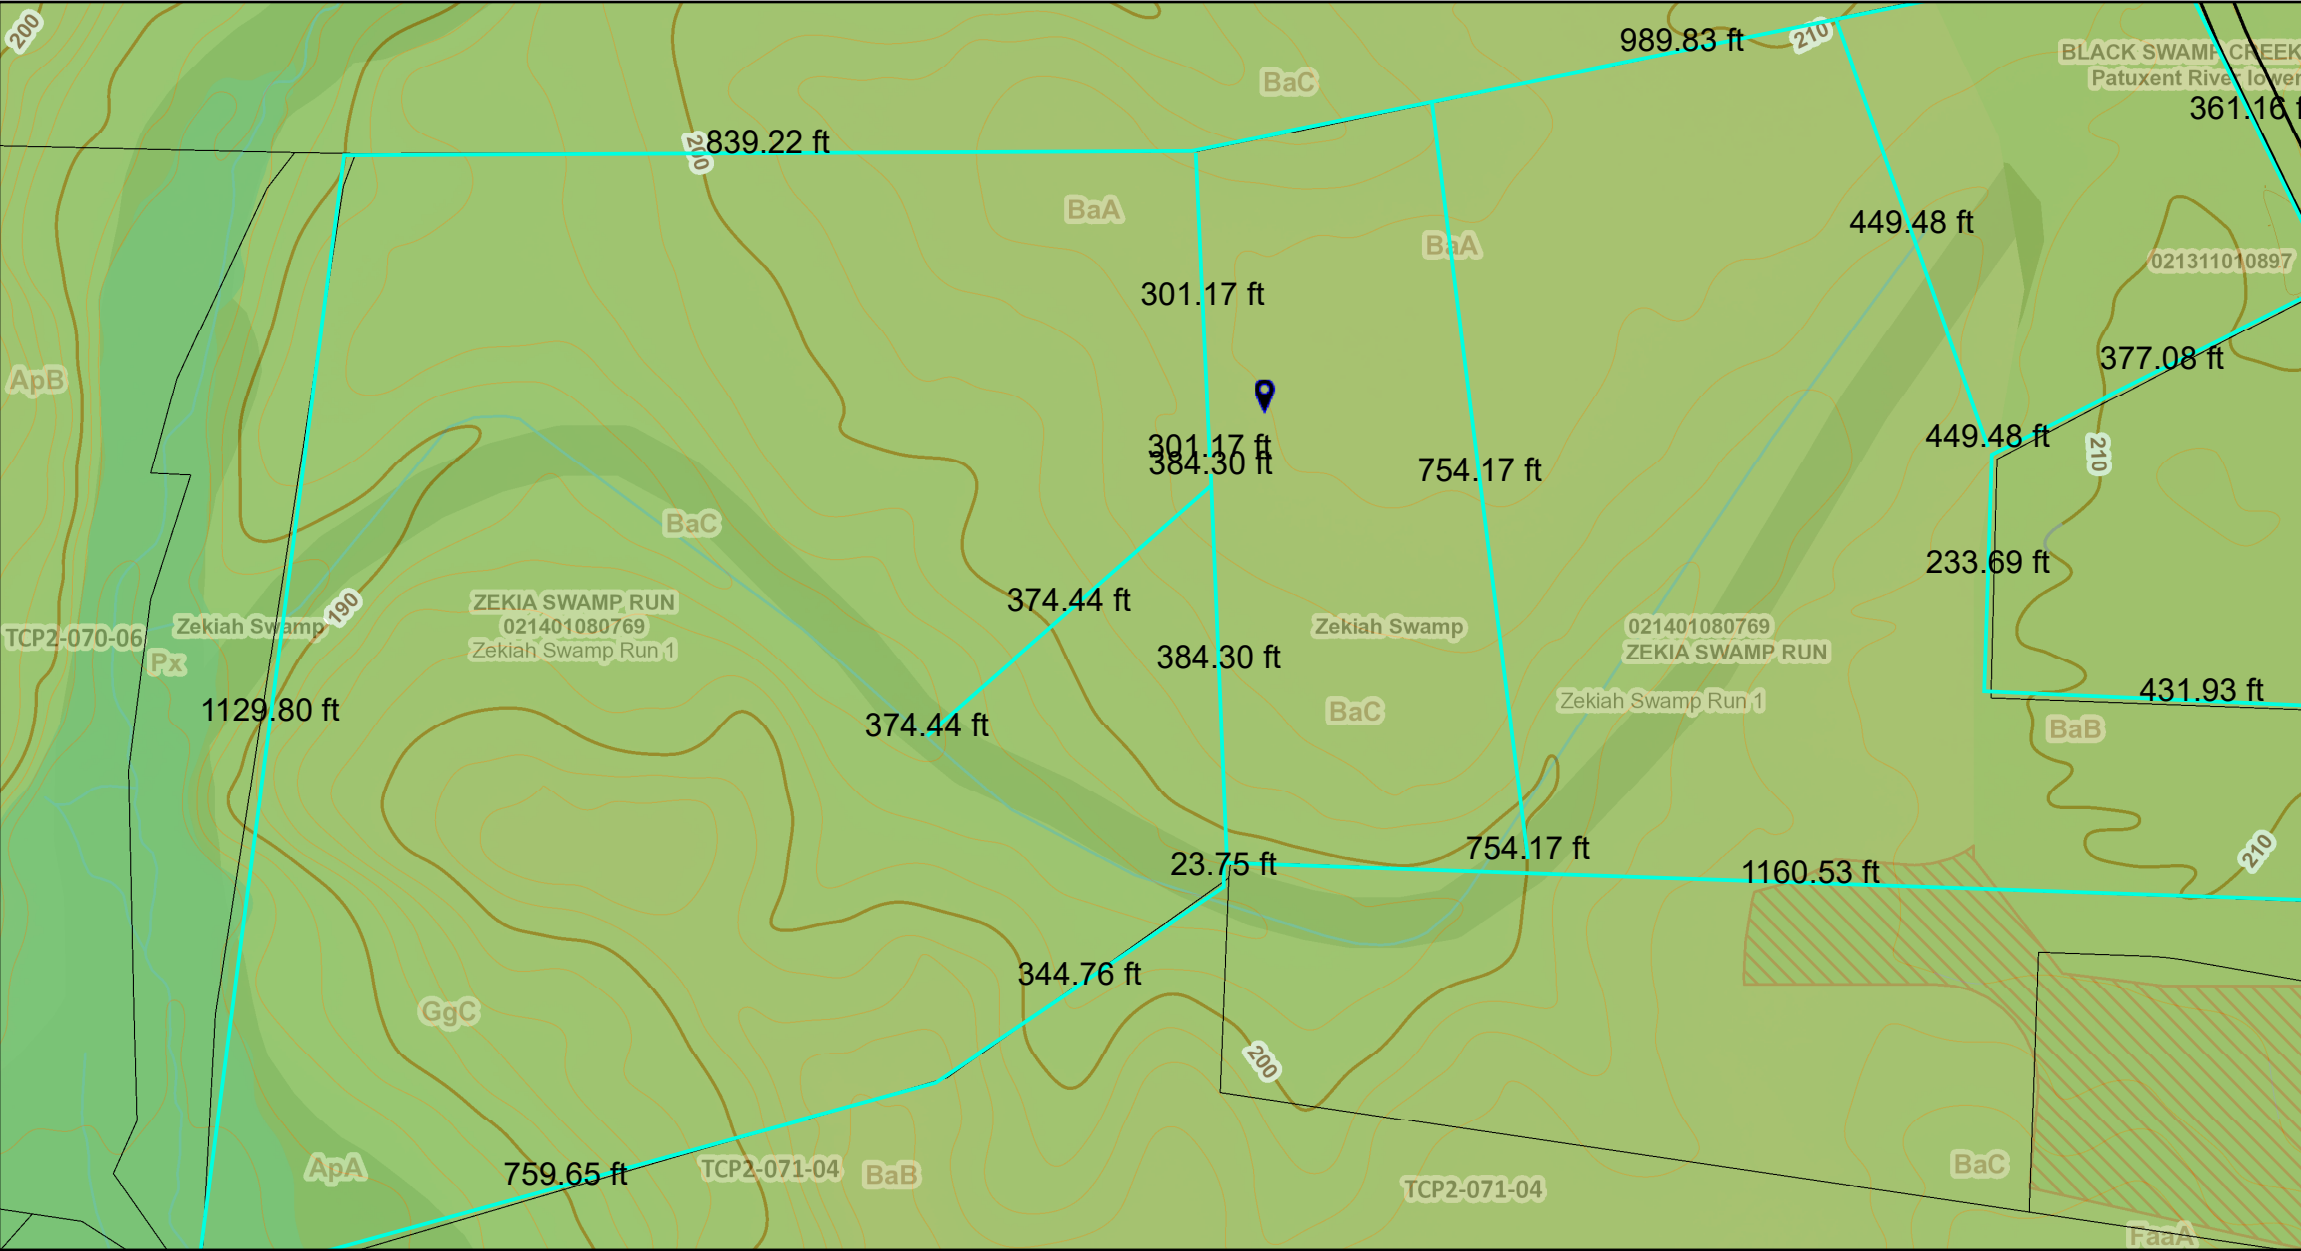 200
989.83 ft
210
BLACK SWAMP CREEK
Patuxent River lower
BaC
361.16 f
839.22 ft
200
BaA
449.48 ft
BaA
021311010897
301.17 ft
377.08 ft
ApB
301.17 ft
384.30 ft
449.48 ft
210
754.17 ft
BaC
233.69 ft
374.44 ft
ZEKIA SWAMP RUN
021401080769
Zekiah Swamp Run 1
190
Zekiah Swamp
TCP2-070-06
Px
Zekiah Swamp
021401080769
ZEKIA SWAMP RUN
384.30 ft
Zekiah Swamp Run 1
431.93 ft
1129.80 ft
BaC
374.44 ft
BaB
754.17 ft
23.75 ft
1160.53 ft
210
344.76 ft
GgC
200
ApA
759.65 ft
TCP2-071-04
BaB
TCP2-071-04
BaC
FaaA